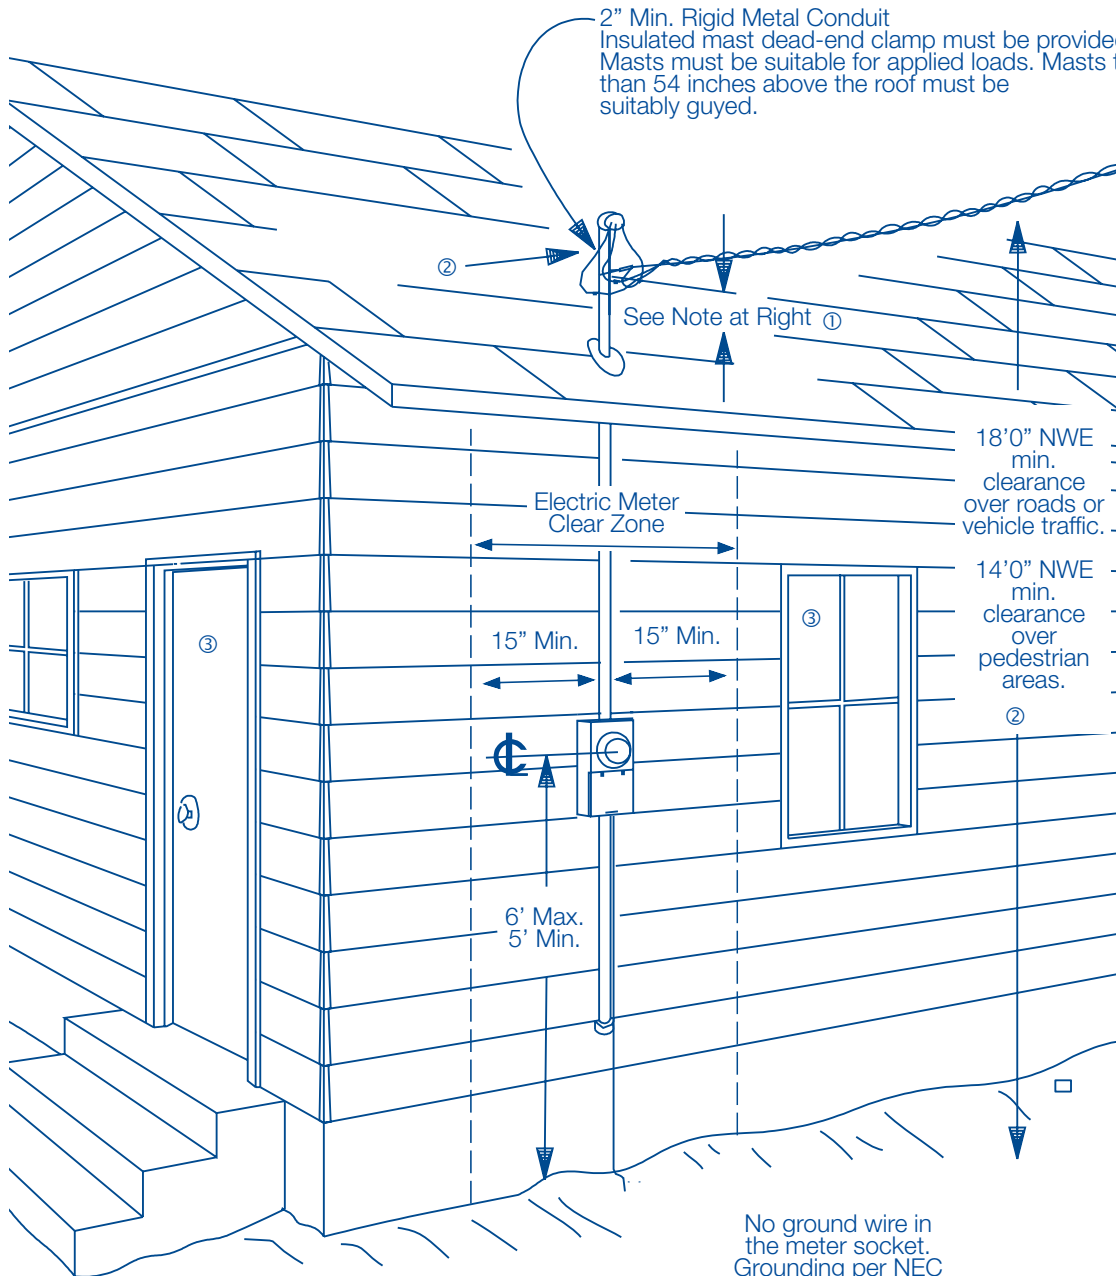 2” Min. Rigid Metal Conduit
Insulated mast dead-end clamp must be provided
Masts must be suitable for applied loads. Masts
than 54 inches above the roof must be
suitably guyed.
②
See Note at Right ①
18’0” NWE
min.
clearance
over roads or
vehicle traffic.
14’0” NWE
min.
clearance
over
pedestrian
areas.
②
Electric Meter
Clear Zone
③
③
15” Min.
15” Min.
CL
6’ Max.
5’ Min.
No ground wire in
the meter socket.
Grounding per NEC